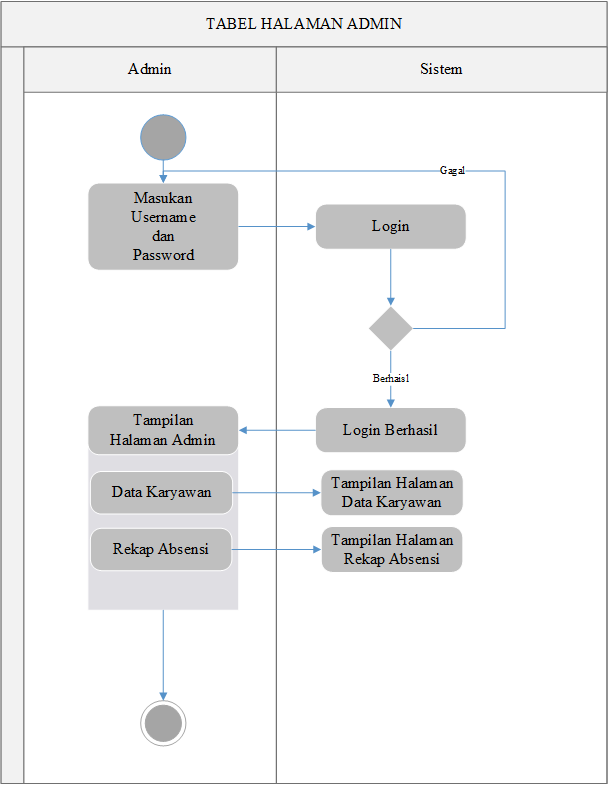 TABEL HALAMAN ADMIN
Admin
Sistem
Gagal
Masukan
Username
dan
Password
Login
Berhaisl
Tampilan
Halaman Admin
Login Berhasil
Data Karyawan
Tampilan Halaman
Data Karyawan
Rekap Absensi
Tampilan Halaman
Rekap Absensi